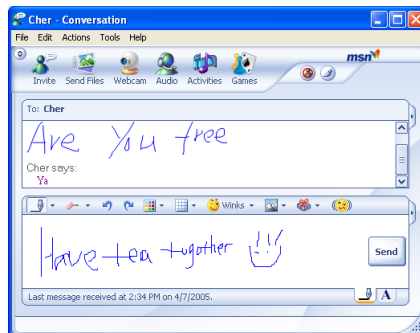 Cher - Conversation
File Edit Actions Tools Help
msn
Invite Send Files Webcam Audio Activities Games
To: Cher
Are You free
Cher says:
Ya
Winks
Have tea togother
Send
Last message received at 2:34 PM on 4/7/2005.
A